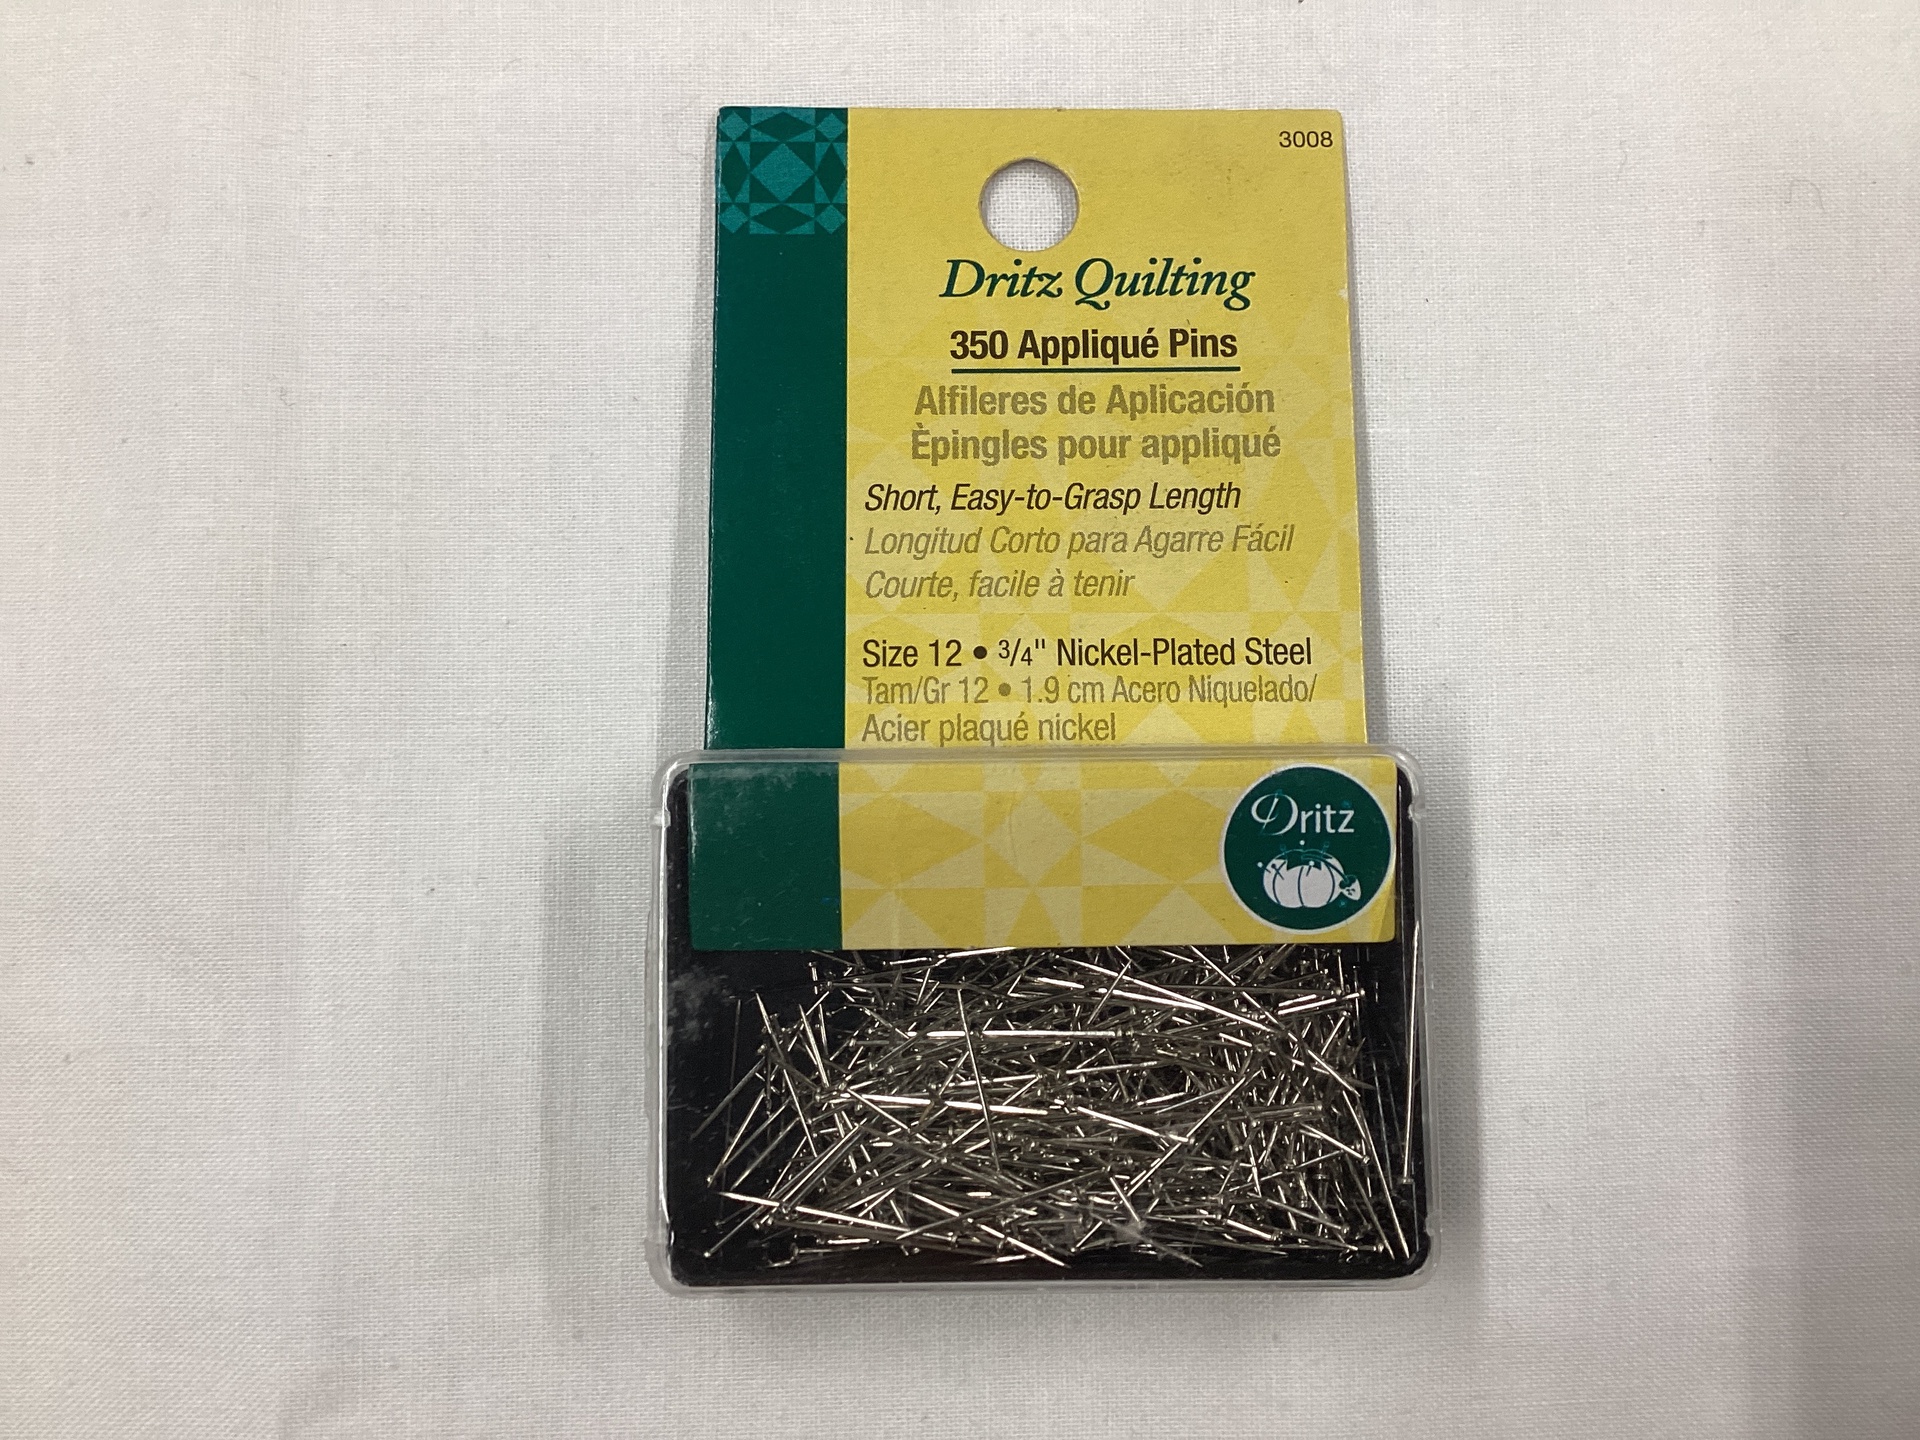 3008
Dritz Quilting
350 Appliqué Pins
Alfileres de Aplicación
Èpingles pour appliqué
Short, Easy-to-Grasp Length
Longitud Corto para Agarre Fácil
Courte, facile à tenir
Size 12 • 3/4" Nickel-Plated Steel
Tam/Gr 12 • 1.9 cm Acero Niquelado/
Acier plaqué nickel
Dritz